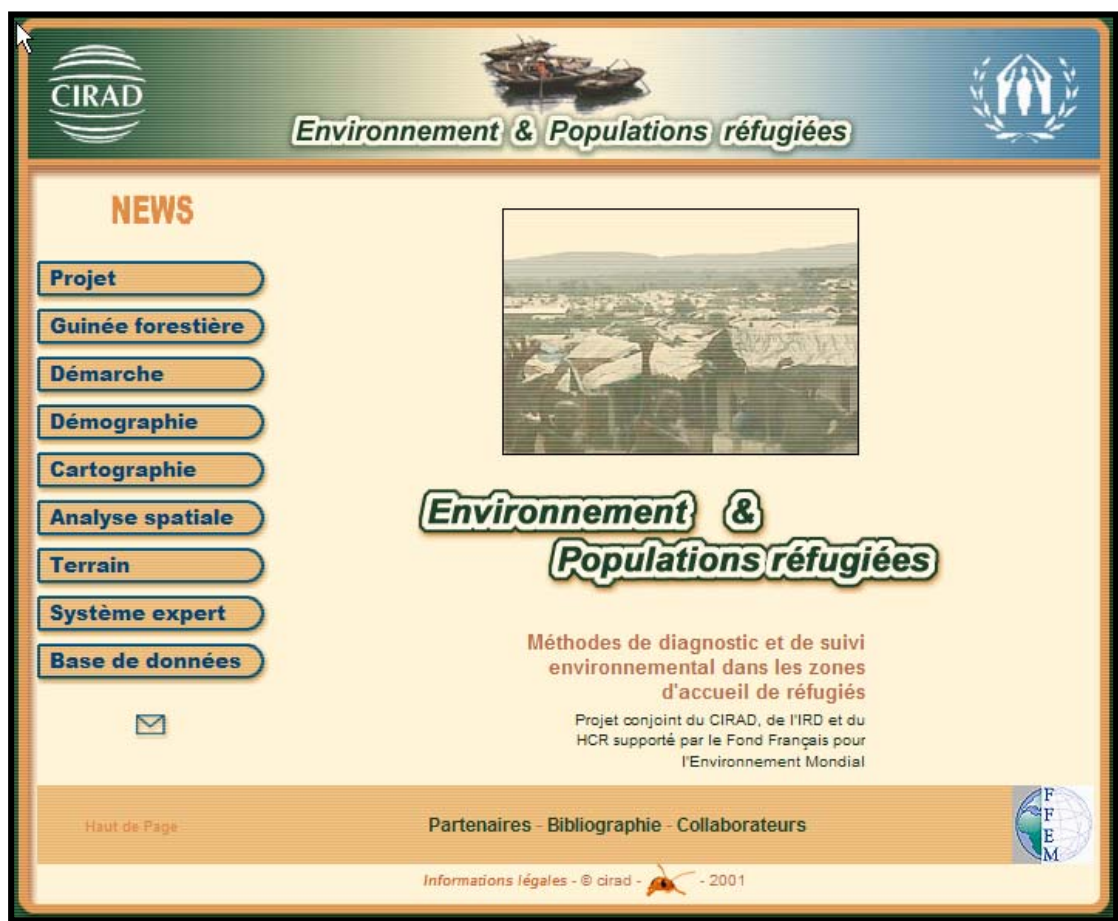 CIRAD
Environnement & Populations réfugiées
NEWS
Projet
Guinée forestière
Démarche
Démographie
Cartographie
Analyse spatiale
Terrain
Système expert
Base de données
Environnement &
Populations réfugiées
Méthodes de diagnostic et de suivi
environnemental dans les zones
d'accueil de réfugiés
Projet conjoint du CIRAD, de l'IRD et du
HCR supporté par le Fond Français pour
l'Environnement Mondial
Haut de Page
Partenaires - Bibliographie - Collaborateurs
F
F
E
M
Informations légales - © cirad - - 2001